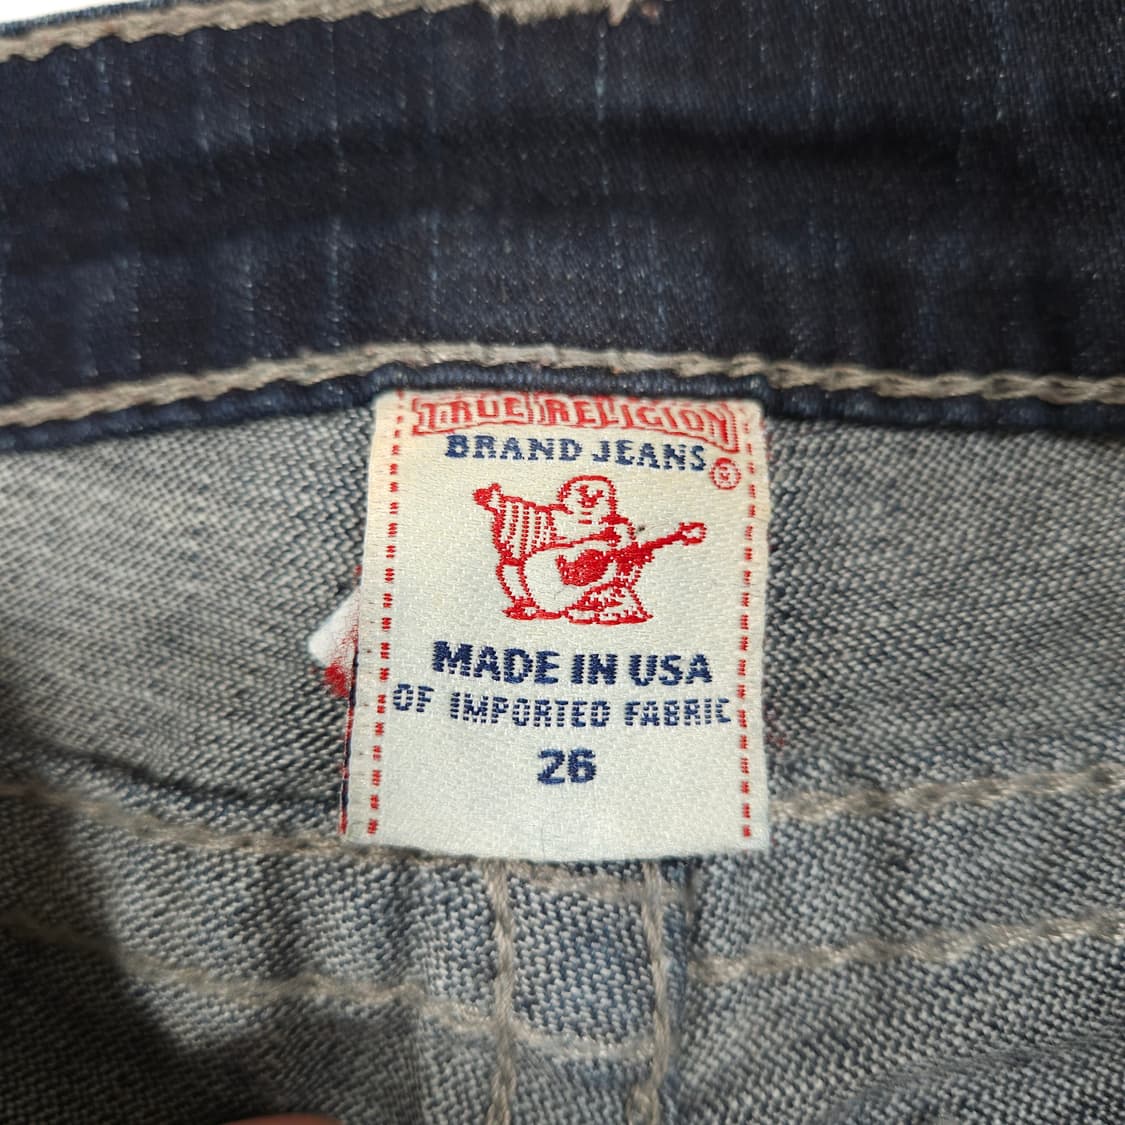 TRUE RELIGION
BRAND JEANS®
MADE IN USA
OF IMPORTED FABRIC
26